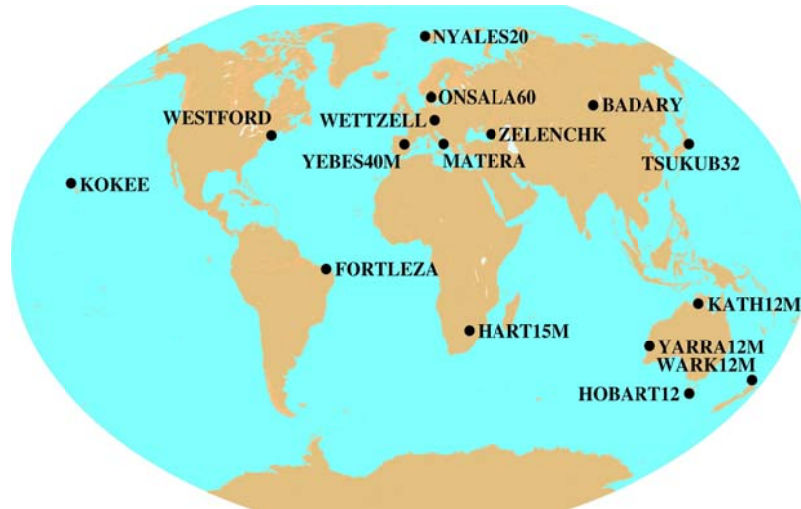 NYALES20
ONSALA60
BADARY
WESTFORD
WETTZELL
ZELENCHK
YEBES40M
MATERA
TSUKUB32
KOKEE
FORTLEZA
KATH12M
HART15M
YARRA12M
WARK12M
HOBART12